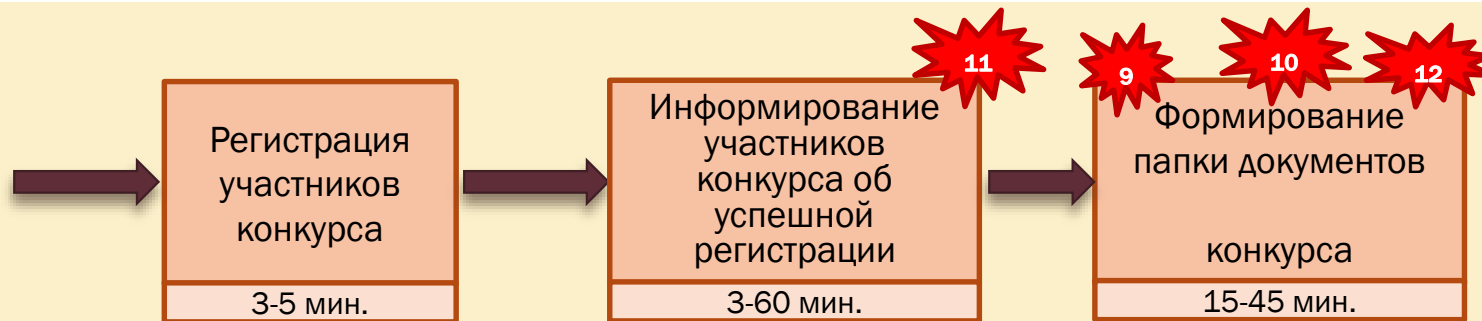 11
9
10
12
Регистрация
участников
конкурса
3-5 мин.
Информирование
участников
конкурса об
успешной
регистрации
3-60 мин.
Формирование
папки документов
конкурса
15-45 мин.